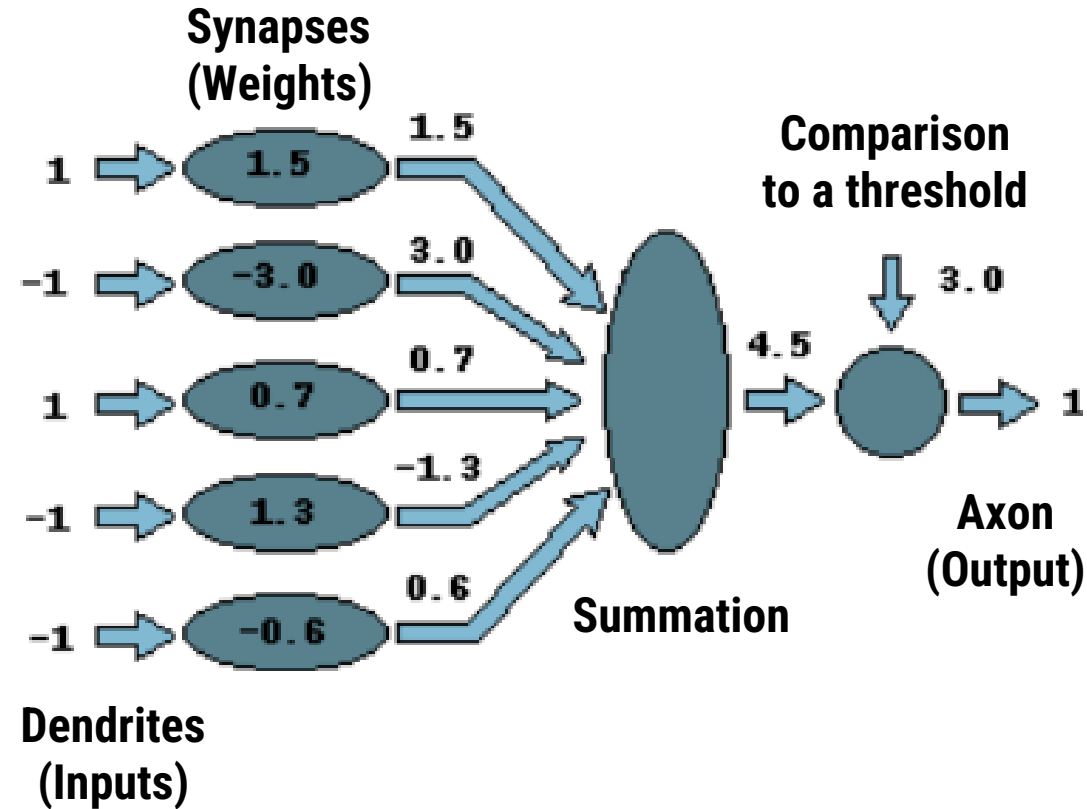 Synapses
(Weights)
1.5
Comparison
to a threshold
1
1.5
-1
-3.0
3.0
3.0
1
0.7
0.7
4.5
1
-1
1.3
-1.3
Axon
(Output)
-1
-0.6
0.6
Summation
Dendrites
(Inputs)